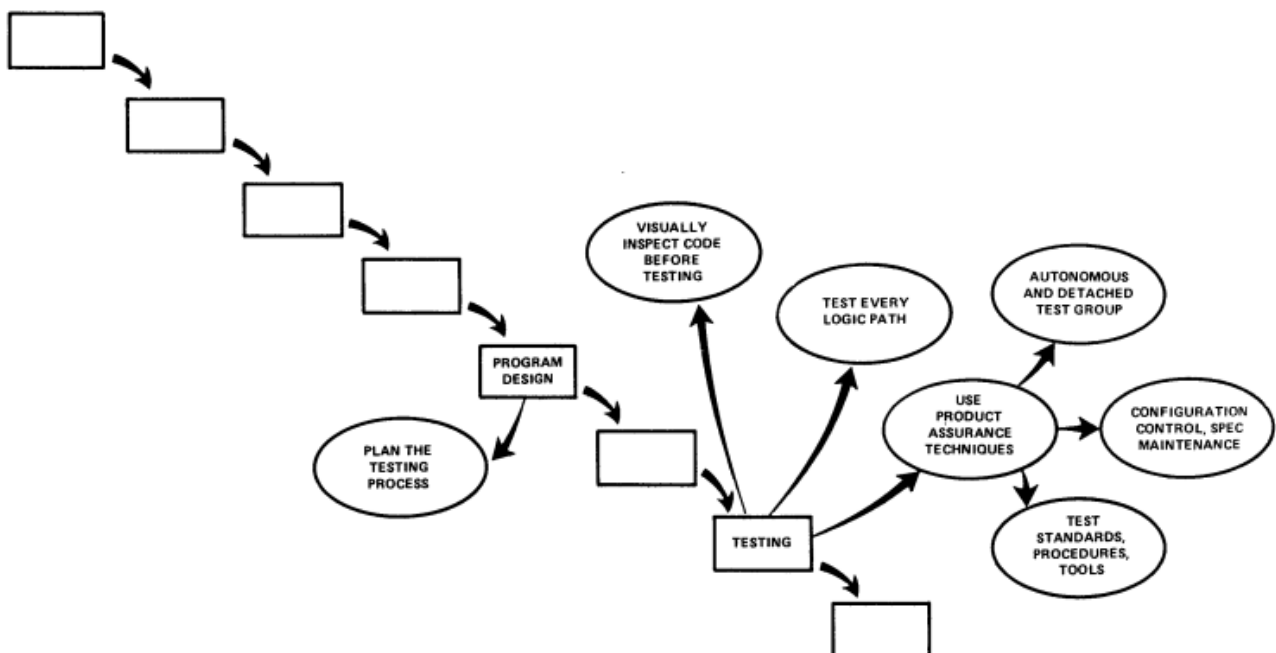 VISUALLY
INSPECT CODE
BEFORE
TESTING
AUTONOMOUS
AND DETACHED
TEST GROUP
TEST EVERY
LOGIC PATH
PROGRAM
DESIGN
USE
PRODUCT
ASSURANCE
TECHNIQUES
CONFIGURATION
CONTROL, SPEC
MAINTENANCE
PLAN THE
TESTING
PROCESS
TESTING
TEST
STANDARDS,
PROCEDURES,
TOOLS